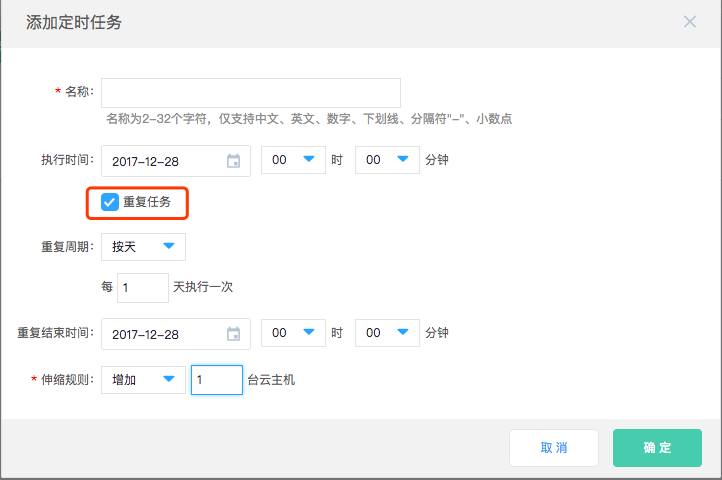 添加定时任务
* 名称:
名称为2-32个字符，仅支持中文、英文、数字、下划线、分隔符"-"、小数点
执行时间: 2017-12-28 00 时 00 分钟
重复任务
重复周期: 按天
每 1 天执行一次
重复结束时间: 2017-12-28 00 时 00 分钟
* 伸缩规则: 增加 1 台云主机
取消 确定